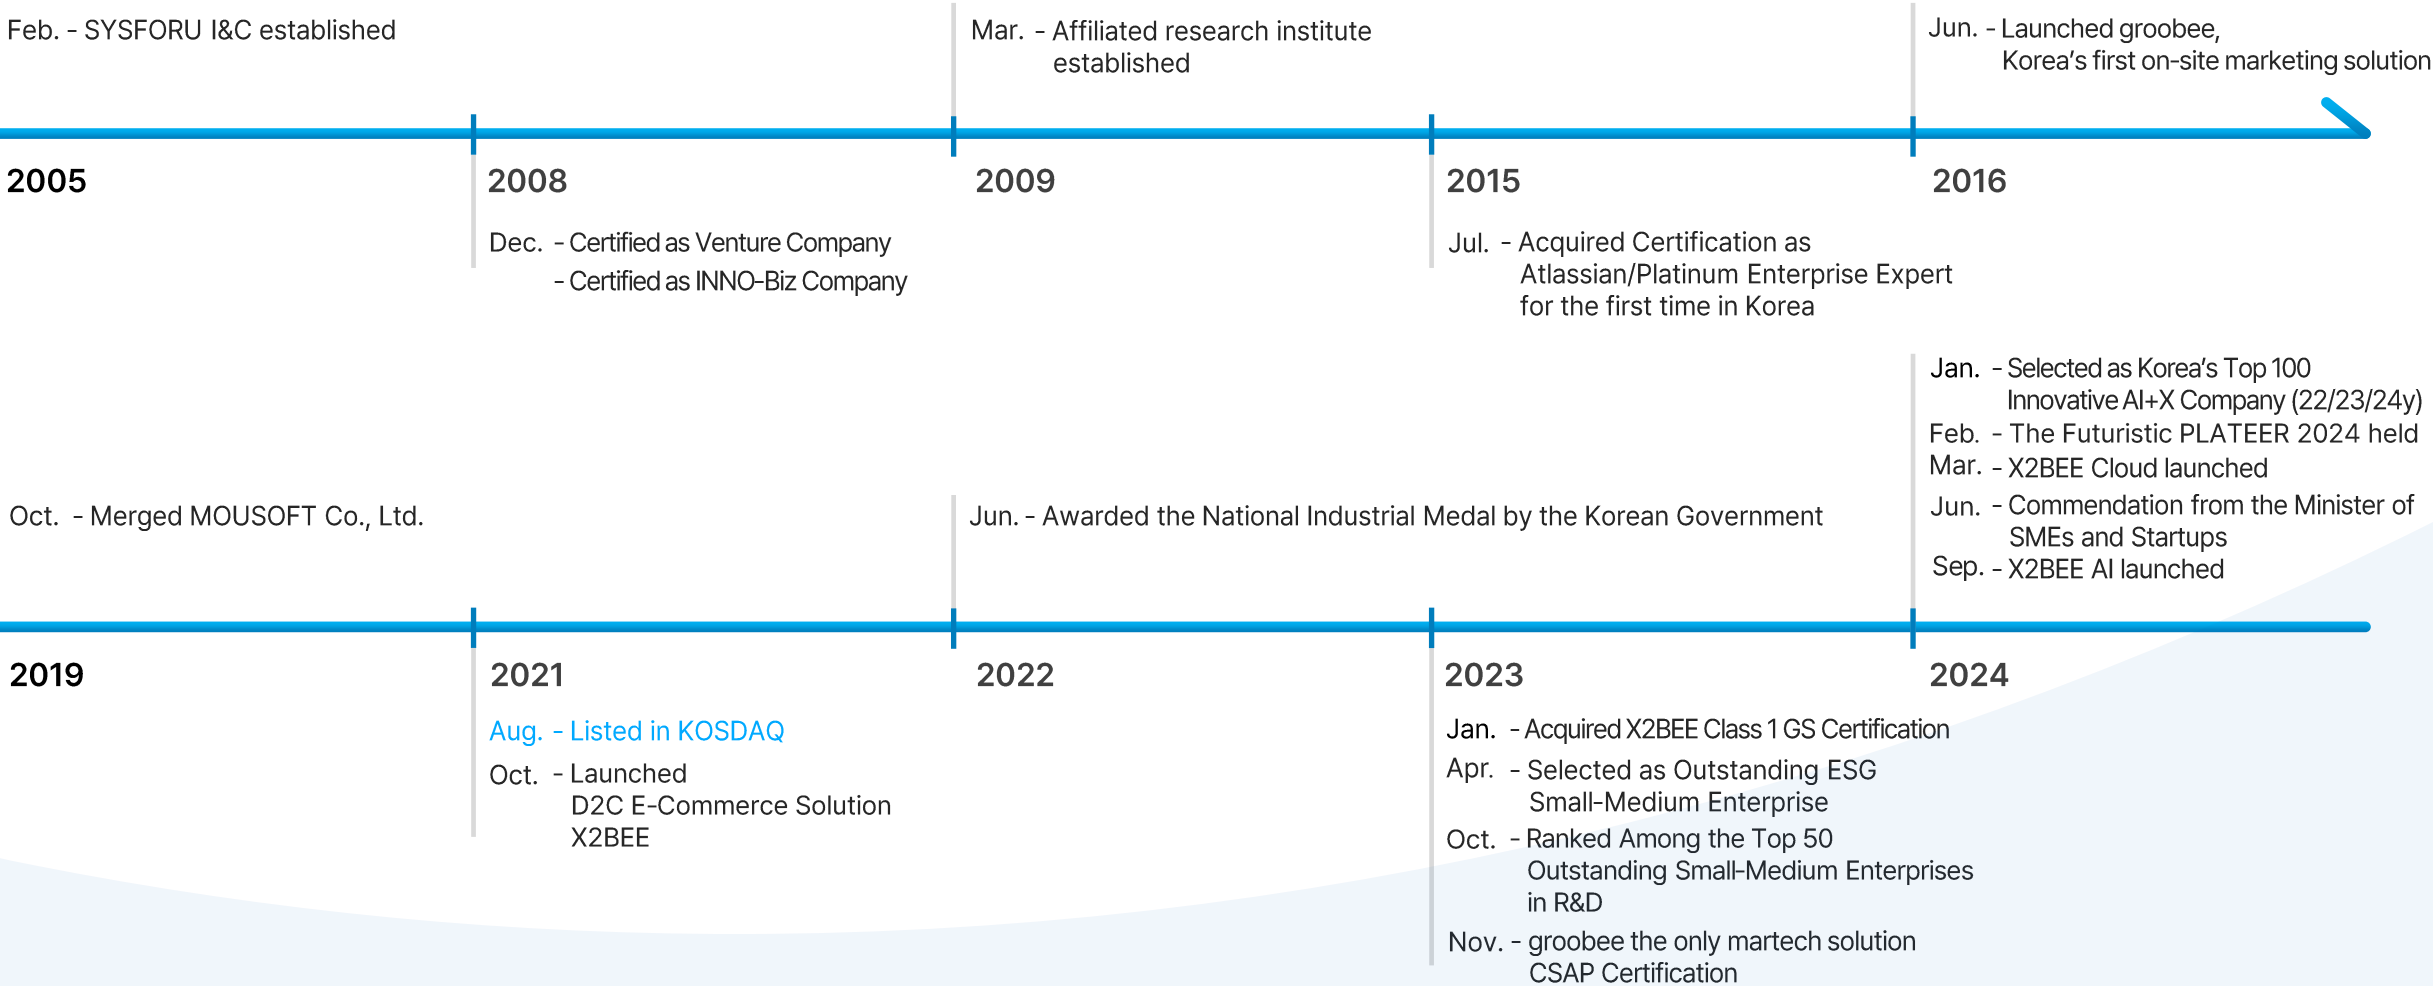 Feb. - SYSFORU I&C established
2005
2008
Dec. - Certified as Venture Company
- Certified as INNO-Biz Company
Mar. - Affiliated research institute
established
2009
2015
Jul. - Acquired Certification as
Atlassian/Platinum Enterprise Expert
for the first time in Korea
Jun. - Launched groobee,
Korea’s first on-site marketing solution
2016
Oct. - Merged MOUSOFT Co., Ltd.
2019
2021
Aug. - Listed in KOSDAQ
Oct. - Launched
D2C E-Commerce Solution
X2BEE
Jun. - Awarded the National Industrial Medal by the Korean Government
2022
2023
Jan. - Acquired X2BEE Class 1 GS Certification
Apr. - Selected as Outstanding ESG
Small-Medium Enterprise
Oct. - Ranked Among the Top 50
Outstanding Small-Medium Enterprises
in R&D
Nov. - groobee the only martech solution
CSAP Certification
Jan. - Selected as Korea’s Top 100
Innovative AI+X Company (22/23/24y)
Feb. - The Futuristic PLATEER 2024 held
Mar. - X2BEE Cloud launched
Jun. - Commendation from the Minister of
SMEs and Startups
Sep. - X2BEE AI launched
2024